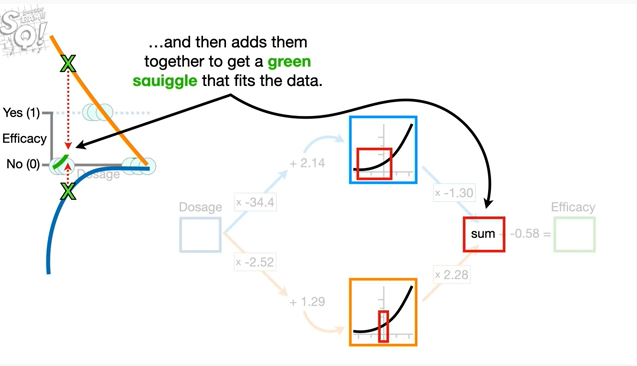 …and then adds them
together to get a green
squiggle that fits the data.
X
Yes (1)
Efficacy
No (0)
Dosage
X
+ 2.14
x -34.4
x -1.30
Dosage
Efficacy
sum
-0.58 =
x -2.52
x 2.28
+ 1.29